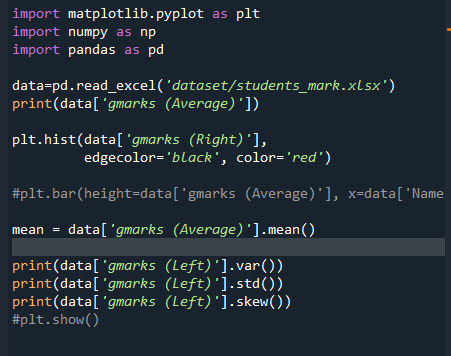 import matplotlib.pyplot as plt
import numpy as np
import pandas as pd
data=pd.read_excel('dataset/students_mark.xlsx')
print(data['gmarks (Average)'])
plt.hist(data['gmarks (Right)'],
edgecolor='black', color='red')
#plt.bar(height=data['gmarks (Average)'], x=data['Name
mean = data['gmarks (Average)'].mean()
print(data['gmarks (Left)'].var())
print(data['gmarks (Left)'].std())
print(data['gmarks (Left)'].skew())
#plt.show()